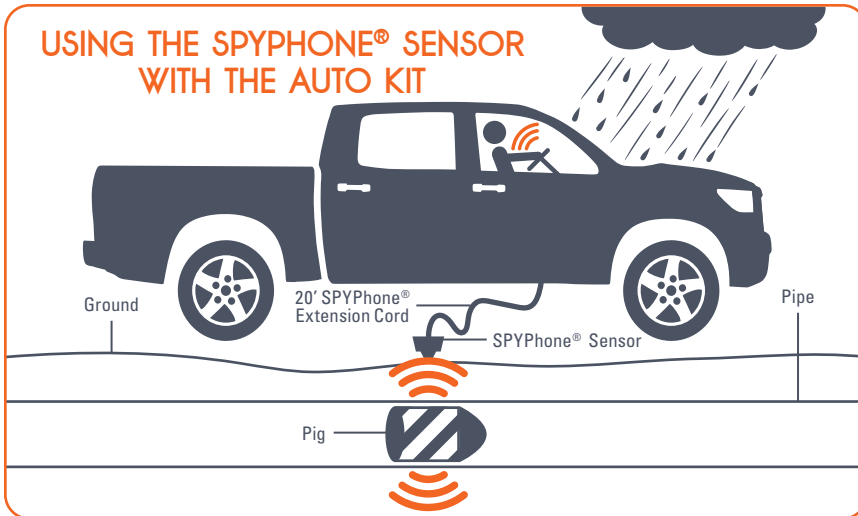 USING THE SPYPHONE® SENSOR
WITH THE AUTO KIT
Ground
20' SPYPhone®
Extension Cord
Pipe
SPYPhone® Sensor
Pig